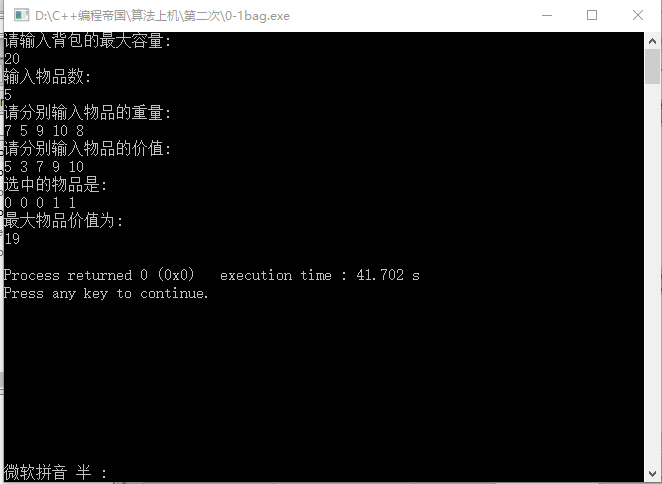 D:\C++编程帝国\算法上机\第二次\0-1bag.exe
请输入背包的最大容量:
20
输入物品数:
5
请分别输入物品的重量:
7 5 9 10 8
请分别输入物品的价值:
5 3 7 9 10
选中的物品是:
0 0 0 1 1
最大物品价值为:
19
Process returned 0 (0x0)   execution time : 41.702 s
Press any key to continue.
微软拼音 半 :